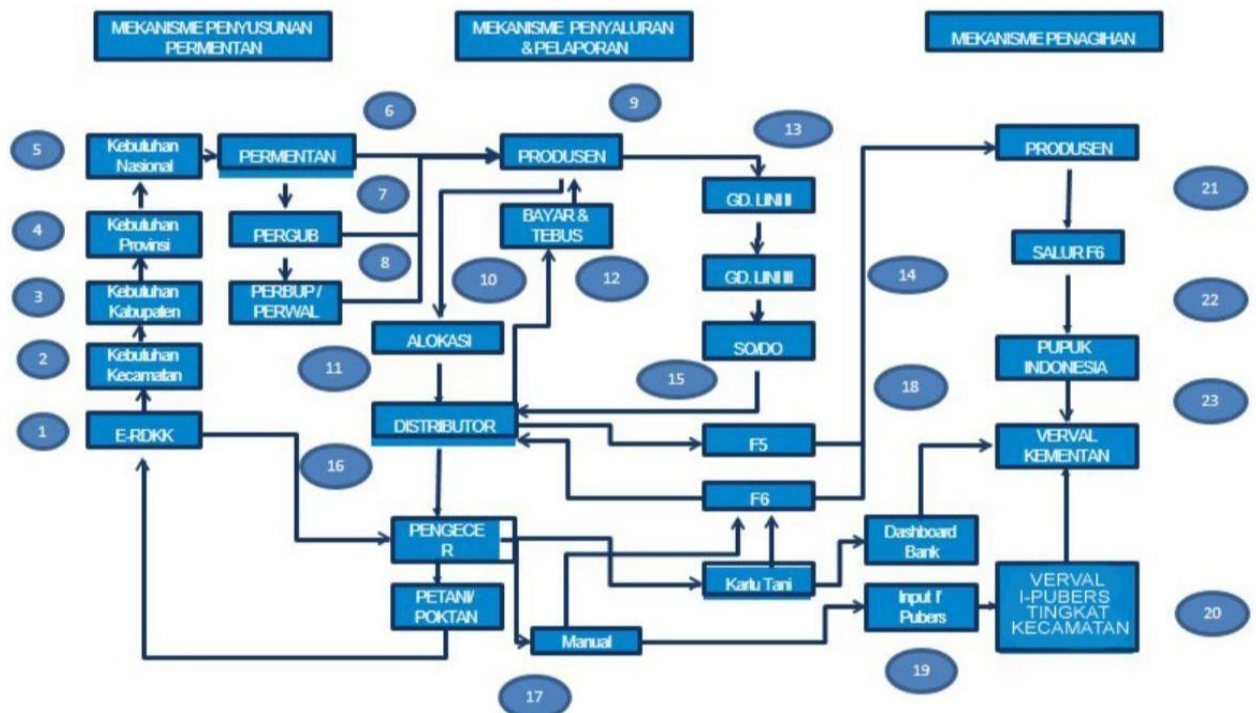 MEKANISME PENYUSUNAN
PERMENTAN
MEKANISME PENYALURAN
& PELAPORAN
MEKANISME PENAGIHAN
6
9
13
5
Kebutuhan
Nasional
PERMENTAN
PRODUSEN
PRODUSEN
7
21
GD. LINI II
4
Kebutuhan
Provinsi
PERGUB
BAYAR &
TEBUS
SALUR F6
8
10
12
14
3
Kebutuhan
Kabupaten
PERBUP /
PERWAL
GD. LINI III
22
2
Kebutuhan
Kecamatan
11
ALOKASI
SO/DO
PUPUK
INDONESIA
15
18
23
1
E-RDKK
DISTRIBUTOR
F5
VERVAL
KEMENTAN
16
F6
PENGECE
R
Dashboard
Bank
Kartu Tani
PETANI/
POKTAN
Manual
Input I'
Pubers
VERVAL
I-PUBERS
TINGKAT
KECAMATAN
20
19
17